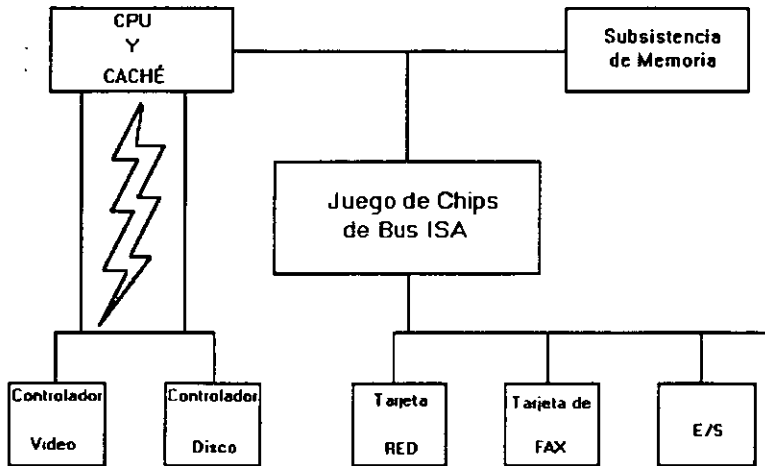 CPU
Y
CACHÉ
Subsistencia
de Memoria
Juego de Chips
de Bus ISA
Controlador
Video
Controlador
Disco
Tarjeta
RED
Tarjeta de
FAX
E/S